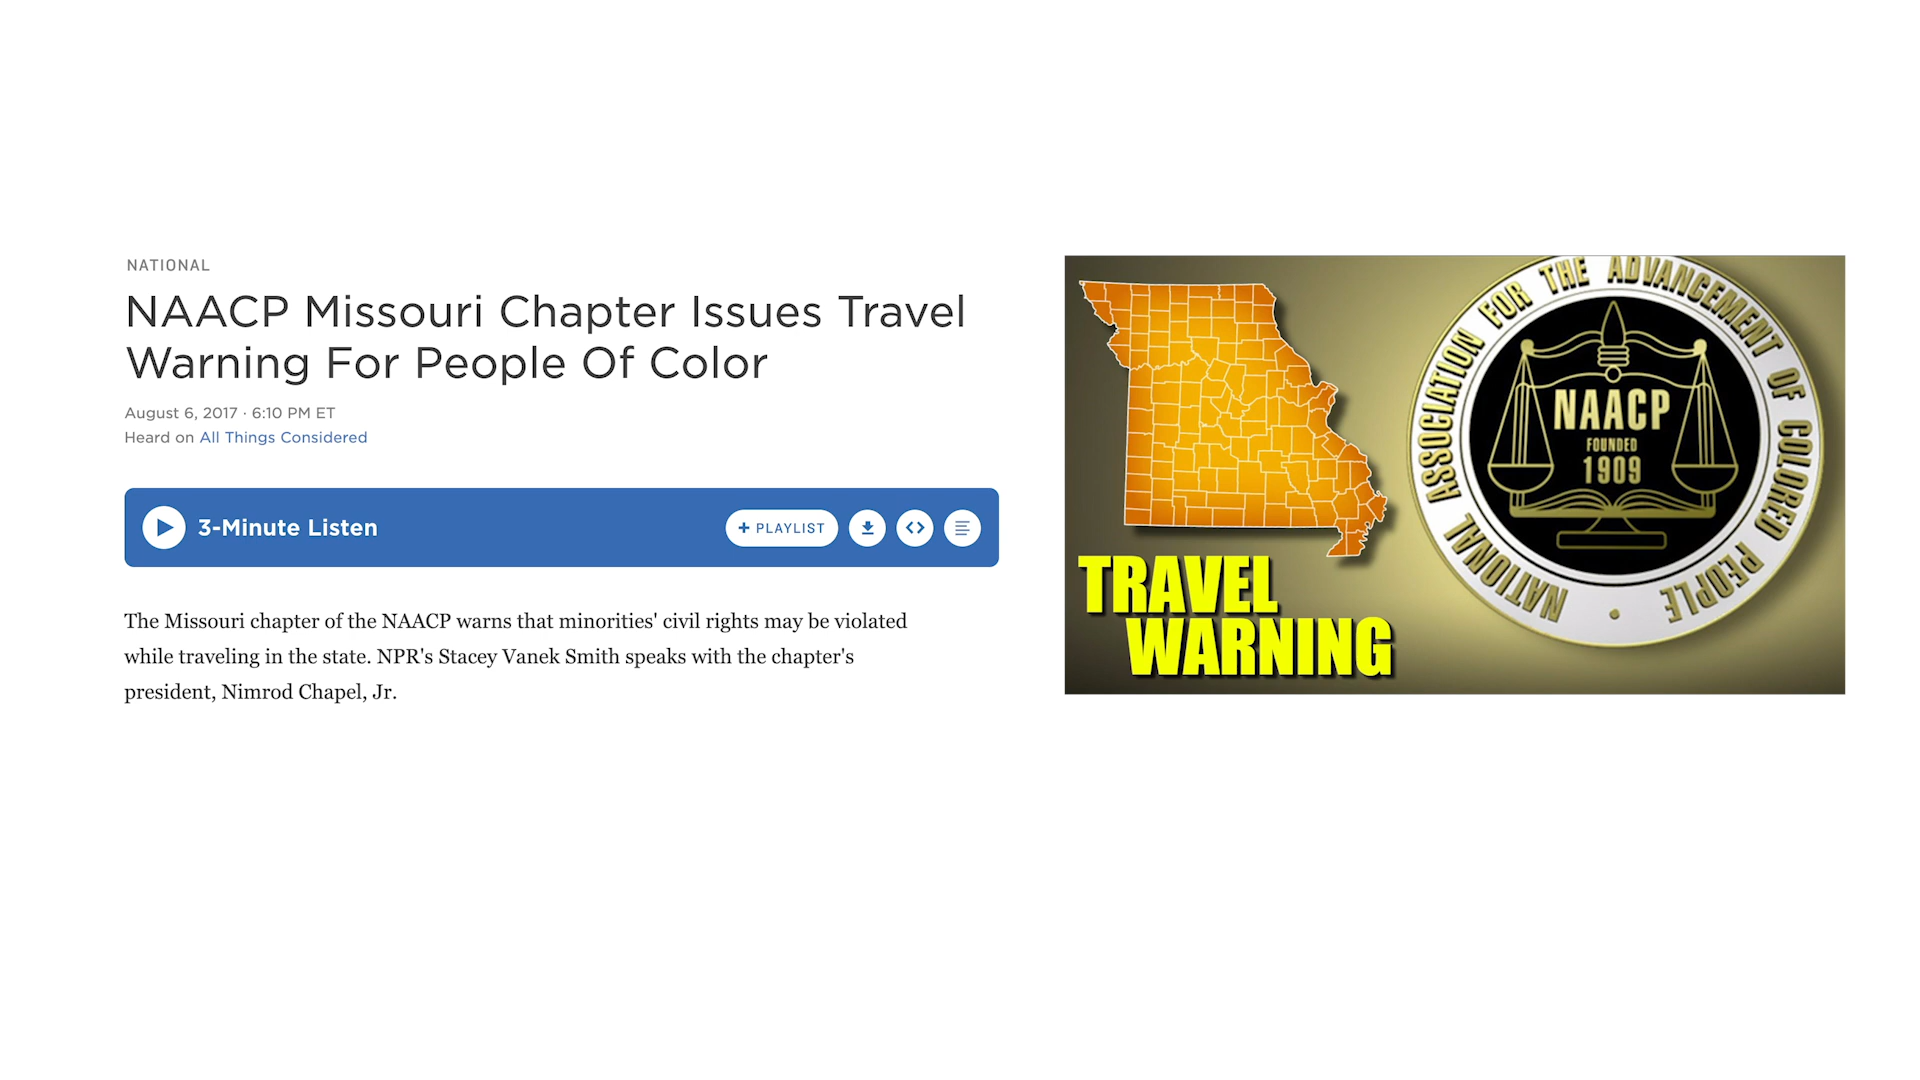 NATIONAL
NAACP Missouri Chapter Issues Travel
Warning For People Of Color
August 6, 2017 · 6:10 PM ET
Heard on All Things Considered
3-Minute Listen
+ PLAYLIST
The Missouri chapter of the NAACP warns that minorities' civil rights may be violated
while traveling in the state. NPR's Stacey Vanek Smith speaks with the chapter's
president, Nimrod Chapel, Jr.
TRAVEL
WARNING
NATIONAL ASSOCIATION FOR THE ADVANCEMENT OF COLORED PEOPLE •
NAACP
FOUNDED
1909